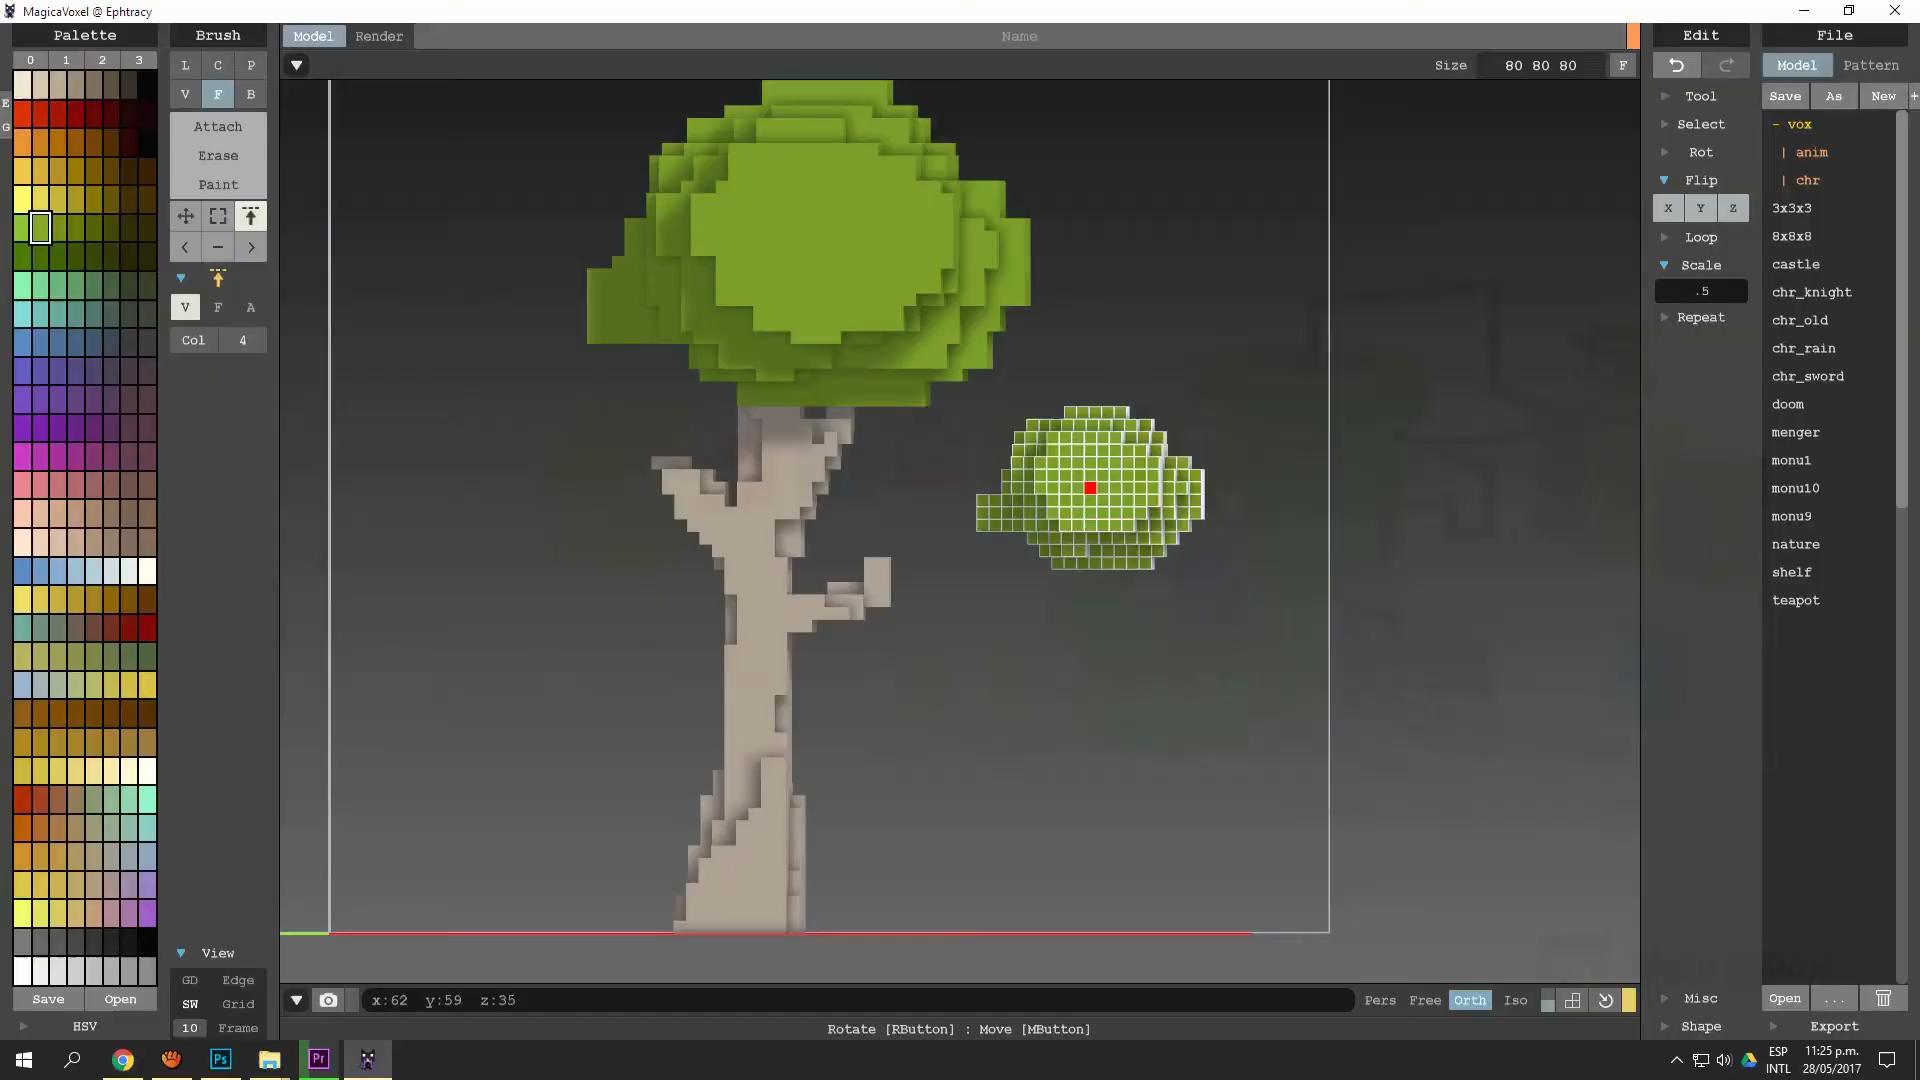 MagicaVoxel @ Ephtracy
Palette
0 1 2 3
E
G
Save
Open
HSV
Brush
L C P
V F B
Attach
Erase
Paint
< − >
V F A
Col 4
View
GD Edge
SW Grid
10 Frame
Model Render
Name
Size 80 80 80 F
x:62 y:59 z:35
Pers Free Orth Iso
Rotate [RButton] : Move [MButton]
Edit
Tool
Select
Rot
Flip
X Y Z
Loop
Scale
.5
Repeat
Misc
Shape
File
Model Pattern
Save As New +
- vox
| anim
| chr
3x3x3
8x8x8
castle
chr_knight
chr_old
chr_rain
chr_sword
doom
menger
monu1
monu10
monu9
nature
shelf
teapot
Open ...
Export
Ps
Pr
ESP
INTL
11:25 p.m.
28/05/2017